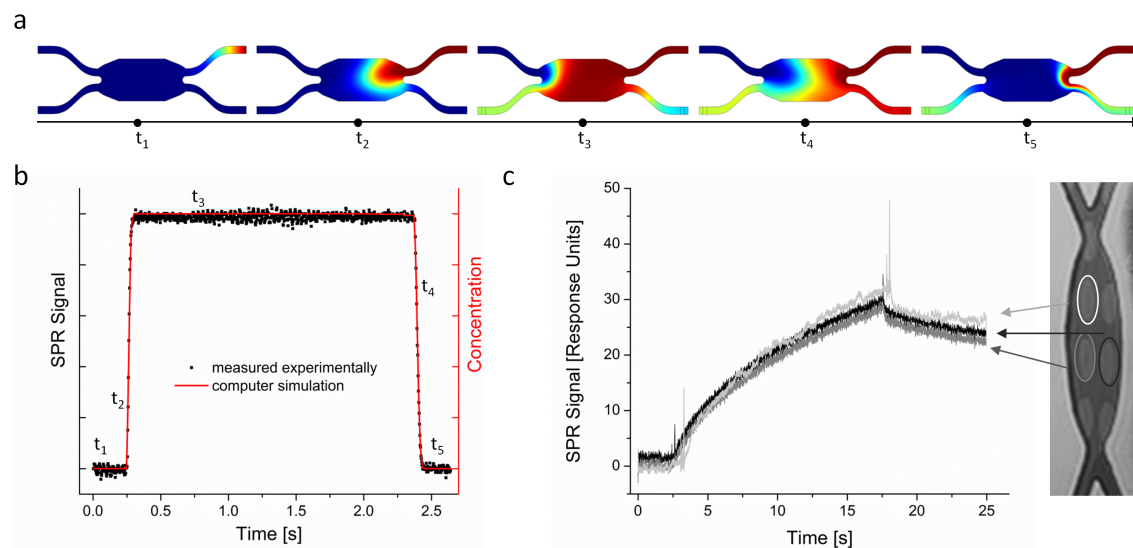 a
t1
t2
t3
t4
t5
b
SPR Signal
t1
t2
t3
t4
t5
measured experimentally
computer simulation
Concentration
0.0 0.5 1.0 1.5 2.0 2.5
Time [s]
c
SPR Signal [Response Units]
50
40
30
20
10
0
0 5 10 15 20 25
Time [s]